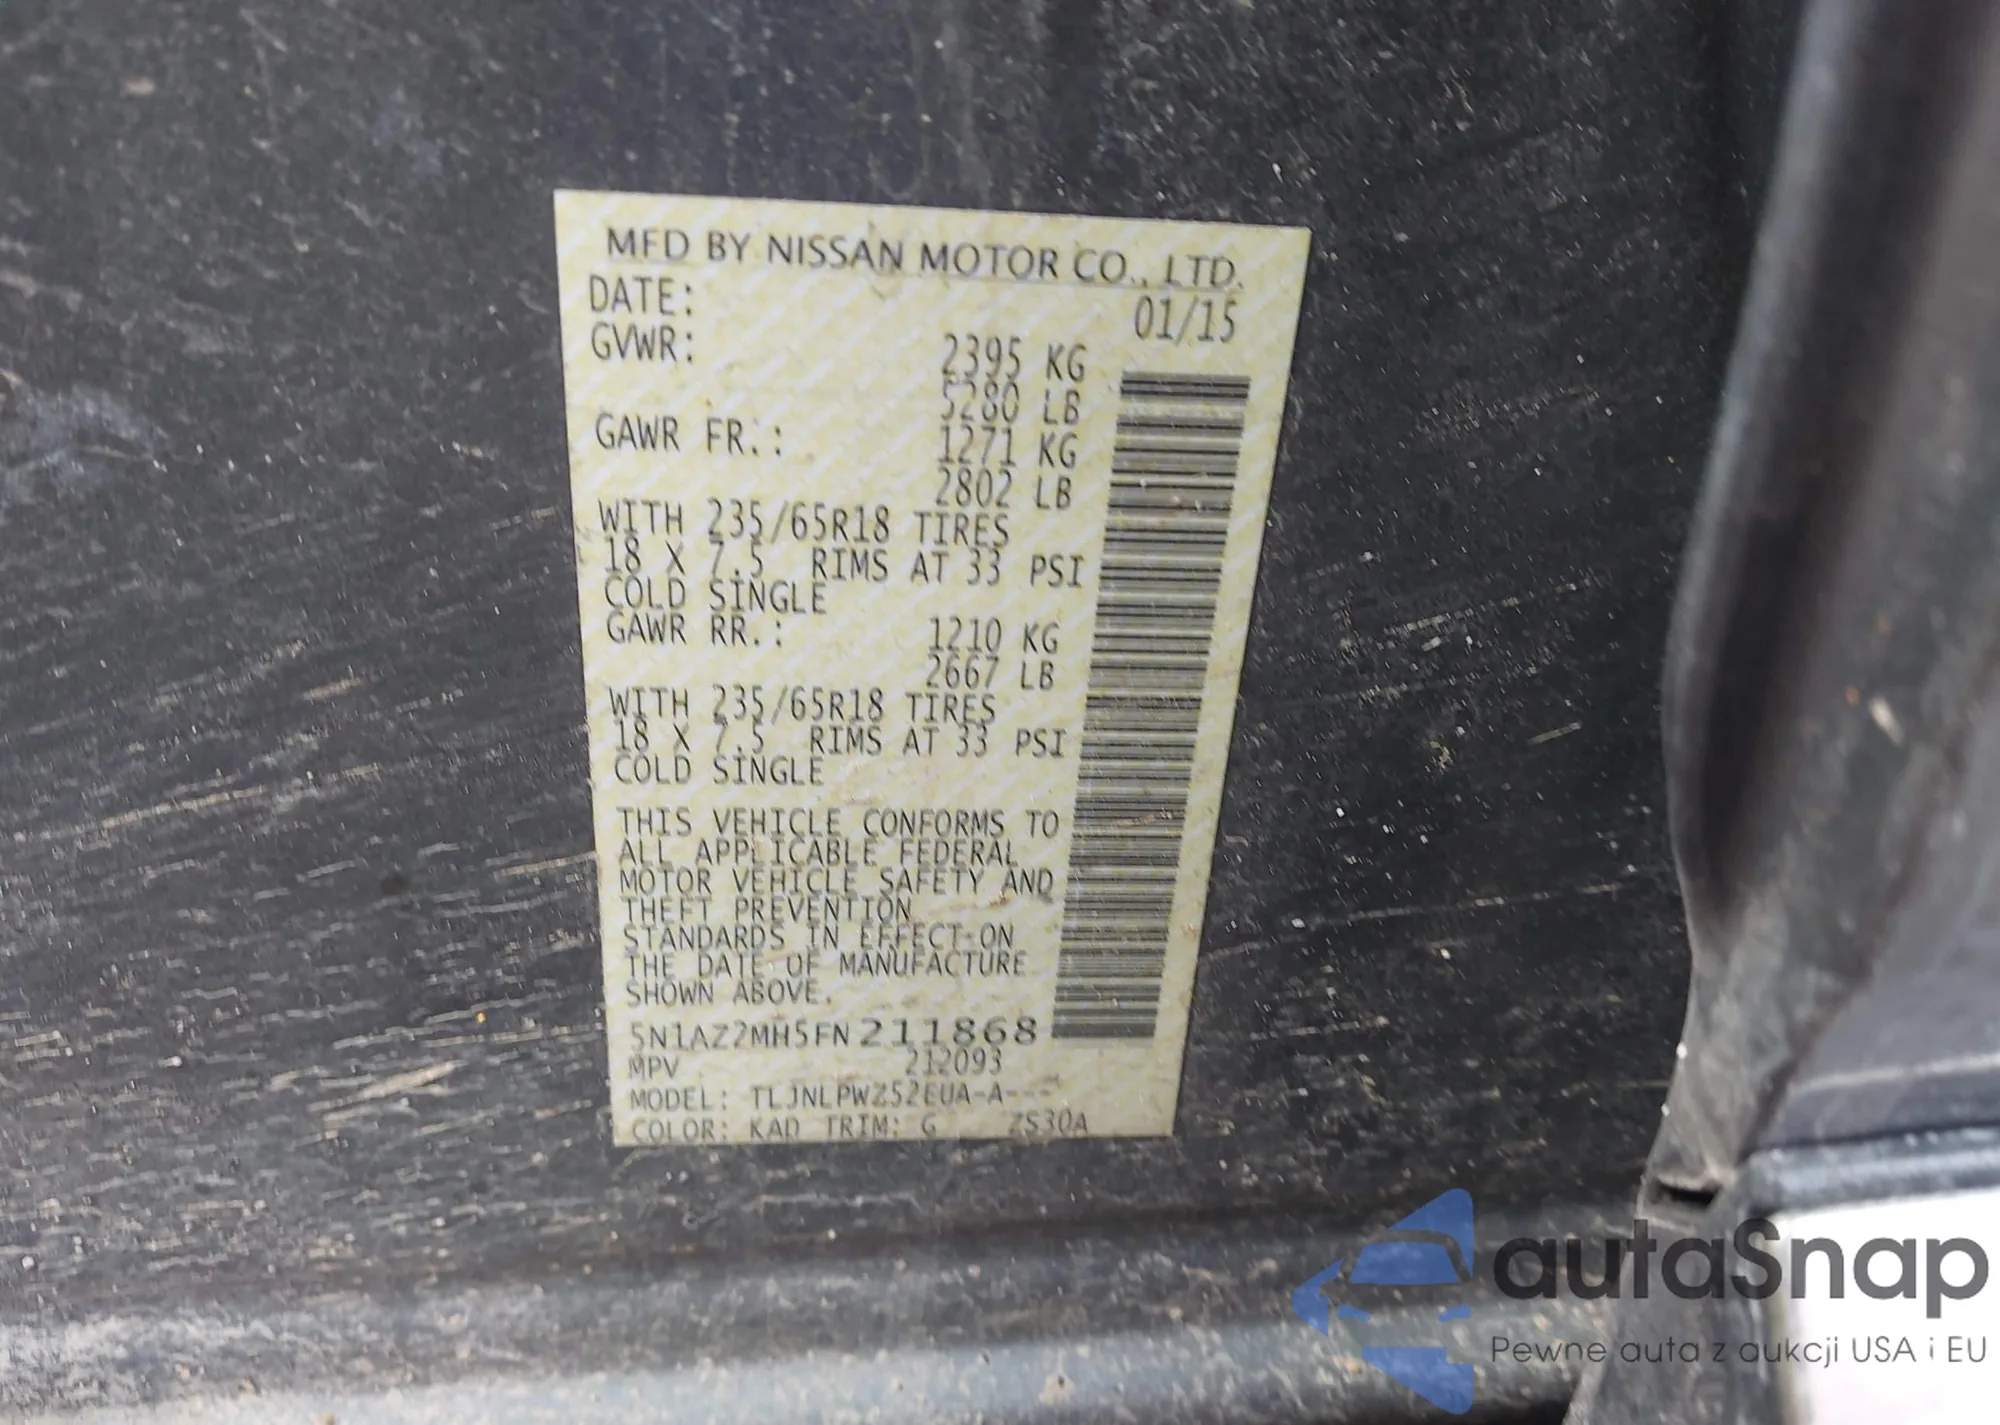 MFD BY NISSAN MOTOR CO., LTD.
DATE: 01/15
GVWR: 2395 KG
5280 LB
GAWR FR.: 1271 KG
2802 LB
WITH 235/65R18 TIRES
18 X 7.5 RIMS AT 33 PSI
COLD SINGLE
GAWR RR.: 1210 KG
2667 LB
WITH 235/65R18 TIRES
18 X 7.5 RIMS AT 33 PSI
COLD SINGLE
THIS VEHICLE CONFORMS TO
ALL APPLICABLE FEDERAL
MOTOR VEHICLE SAFETY AND
THEFT PREVENTION
STANDARDS IN EFFECT ON
THE DATE OF MANUFACTURE
SHOWN ABOVE.
5N1AZ2MH5FN211868
MPV 212093
MODEL: TLJNLPWZ52EUA-A---
COLOR: KAD TRIM: G ZS30A
autaSnap
Pewne auta z aukcji USA i EU